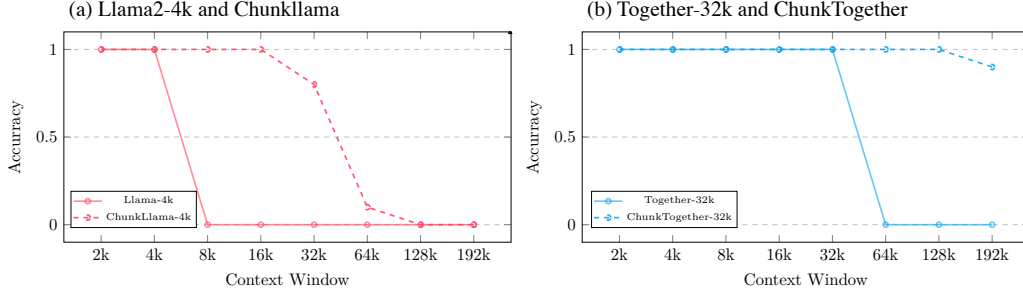 (a) Llama2-4k and Chunkllama
1
0.5
0
Accurracy
Llama-4k
ChunkLlama-4k
2k 4k 8k 16k 32k 64k 128k 192k
Context Window
(b) Together-32k and ChunkTogether
1
0.5
0
Accurracy
Together-32k
ChunkTogether-32k
2k 4k 8k 16k 32k 64k 128k 192k
Context Window